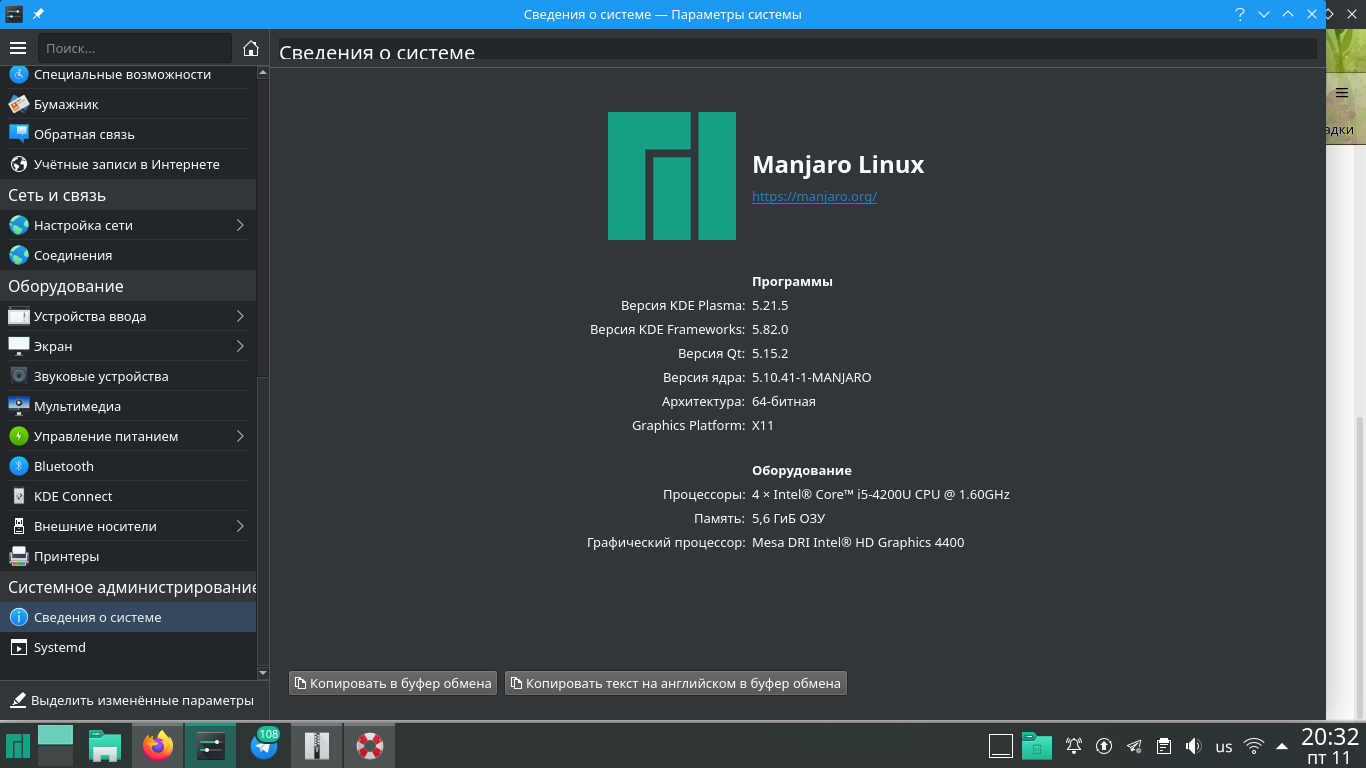 Сведения о системе — Параметры системы
Поиск...
Сведения о системе
Специальные возможности
Бумажник
Обратная связь
Учётные записи в Интернете
Сеть и связь
Настройка сети
Соединения
Оборудование
Устройства ввода
Экран
Звуковые устройства
Мультимедиа
Управление питанием
Bluetooth
KDE Connect
Внешние носители
Принтеры
Системное администрирование
Сведения о системе
Systemd
Выделить изменённые параметры
Manjaro Linux
https://manjaro.org/
Программы
Версия KDE Plasma: 5.21.5
Версия KDE Frameworks: 5.82.0
Версия Qt: 5.15.2
Версия ядра: 5.10.41-1-MANJARO
Архитектура: 64-битная
Graphics Platform: X11
Оборудование
Процессоры: 4 × Intel® Core™ i5-4200U CPU @ 1.60GHz
Память: 5,6 ГиБ ОЗУ
Графический процессор: Mesa DRI Intel® HD Graphics 4400
Копировать в буфер обмена
Копировать текст на английском в буфер обмена
адки
108
us
20:32
пт 11